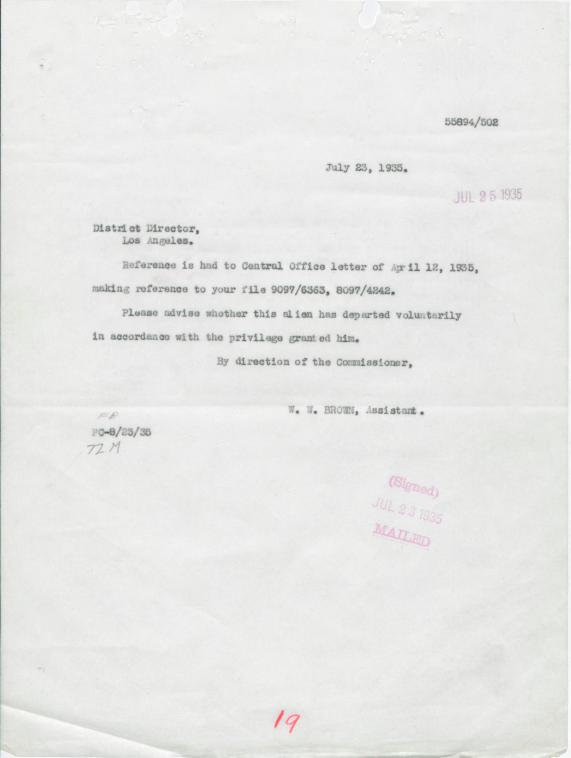 55894/502
July 23, 1935.
JUL 25 1935
District Director,
Los Angeles.
Reference is had to Central Office letter of April 12, 1935,
making reference to your file 9097/6363, 8097/4242.
Please advise whether this alien has departed voluntarily
in accordance with the privilege granted him.
By direction of the Commissioner,
W. W. BROWN, Assistant.
PC-8/23/35
(Signed)
JUL 23 1935
MAILED
19